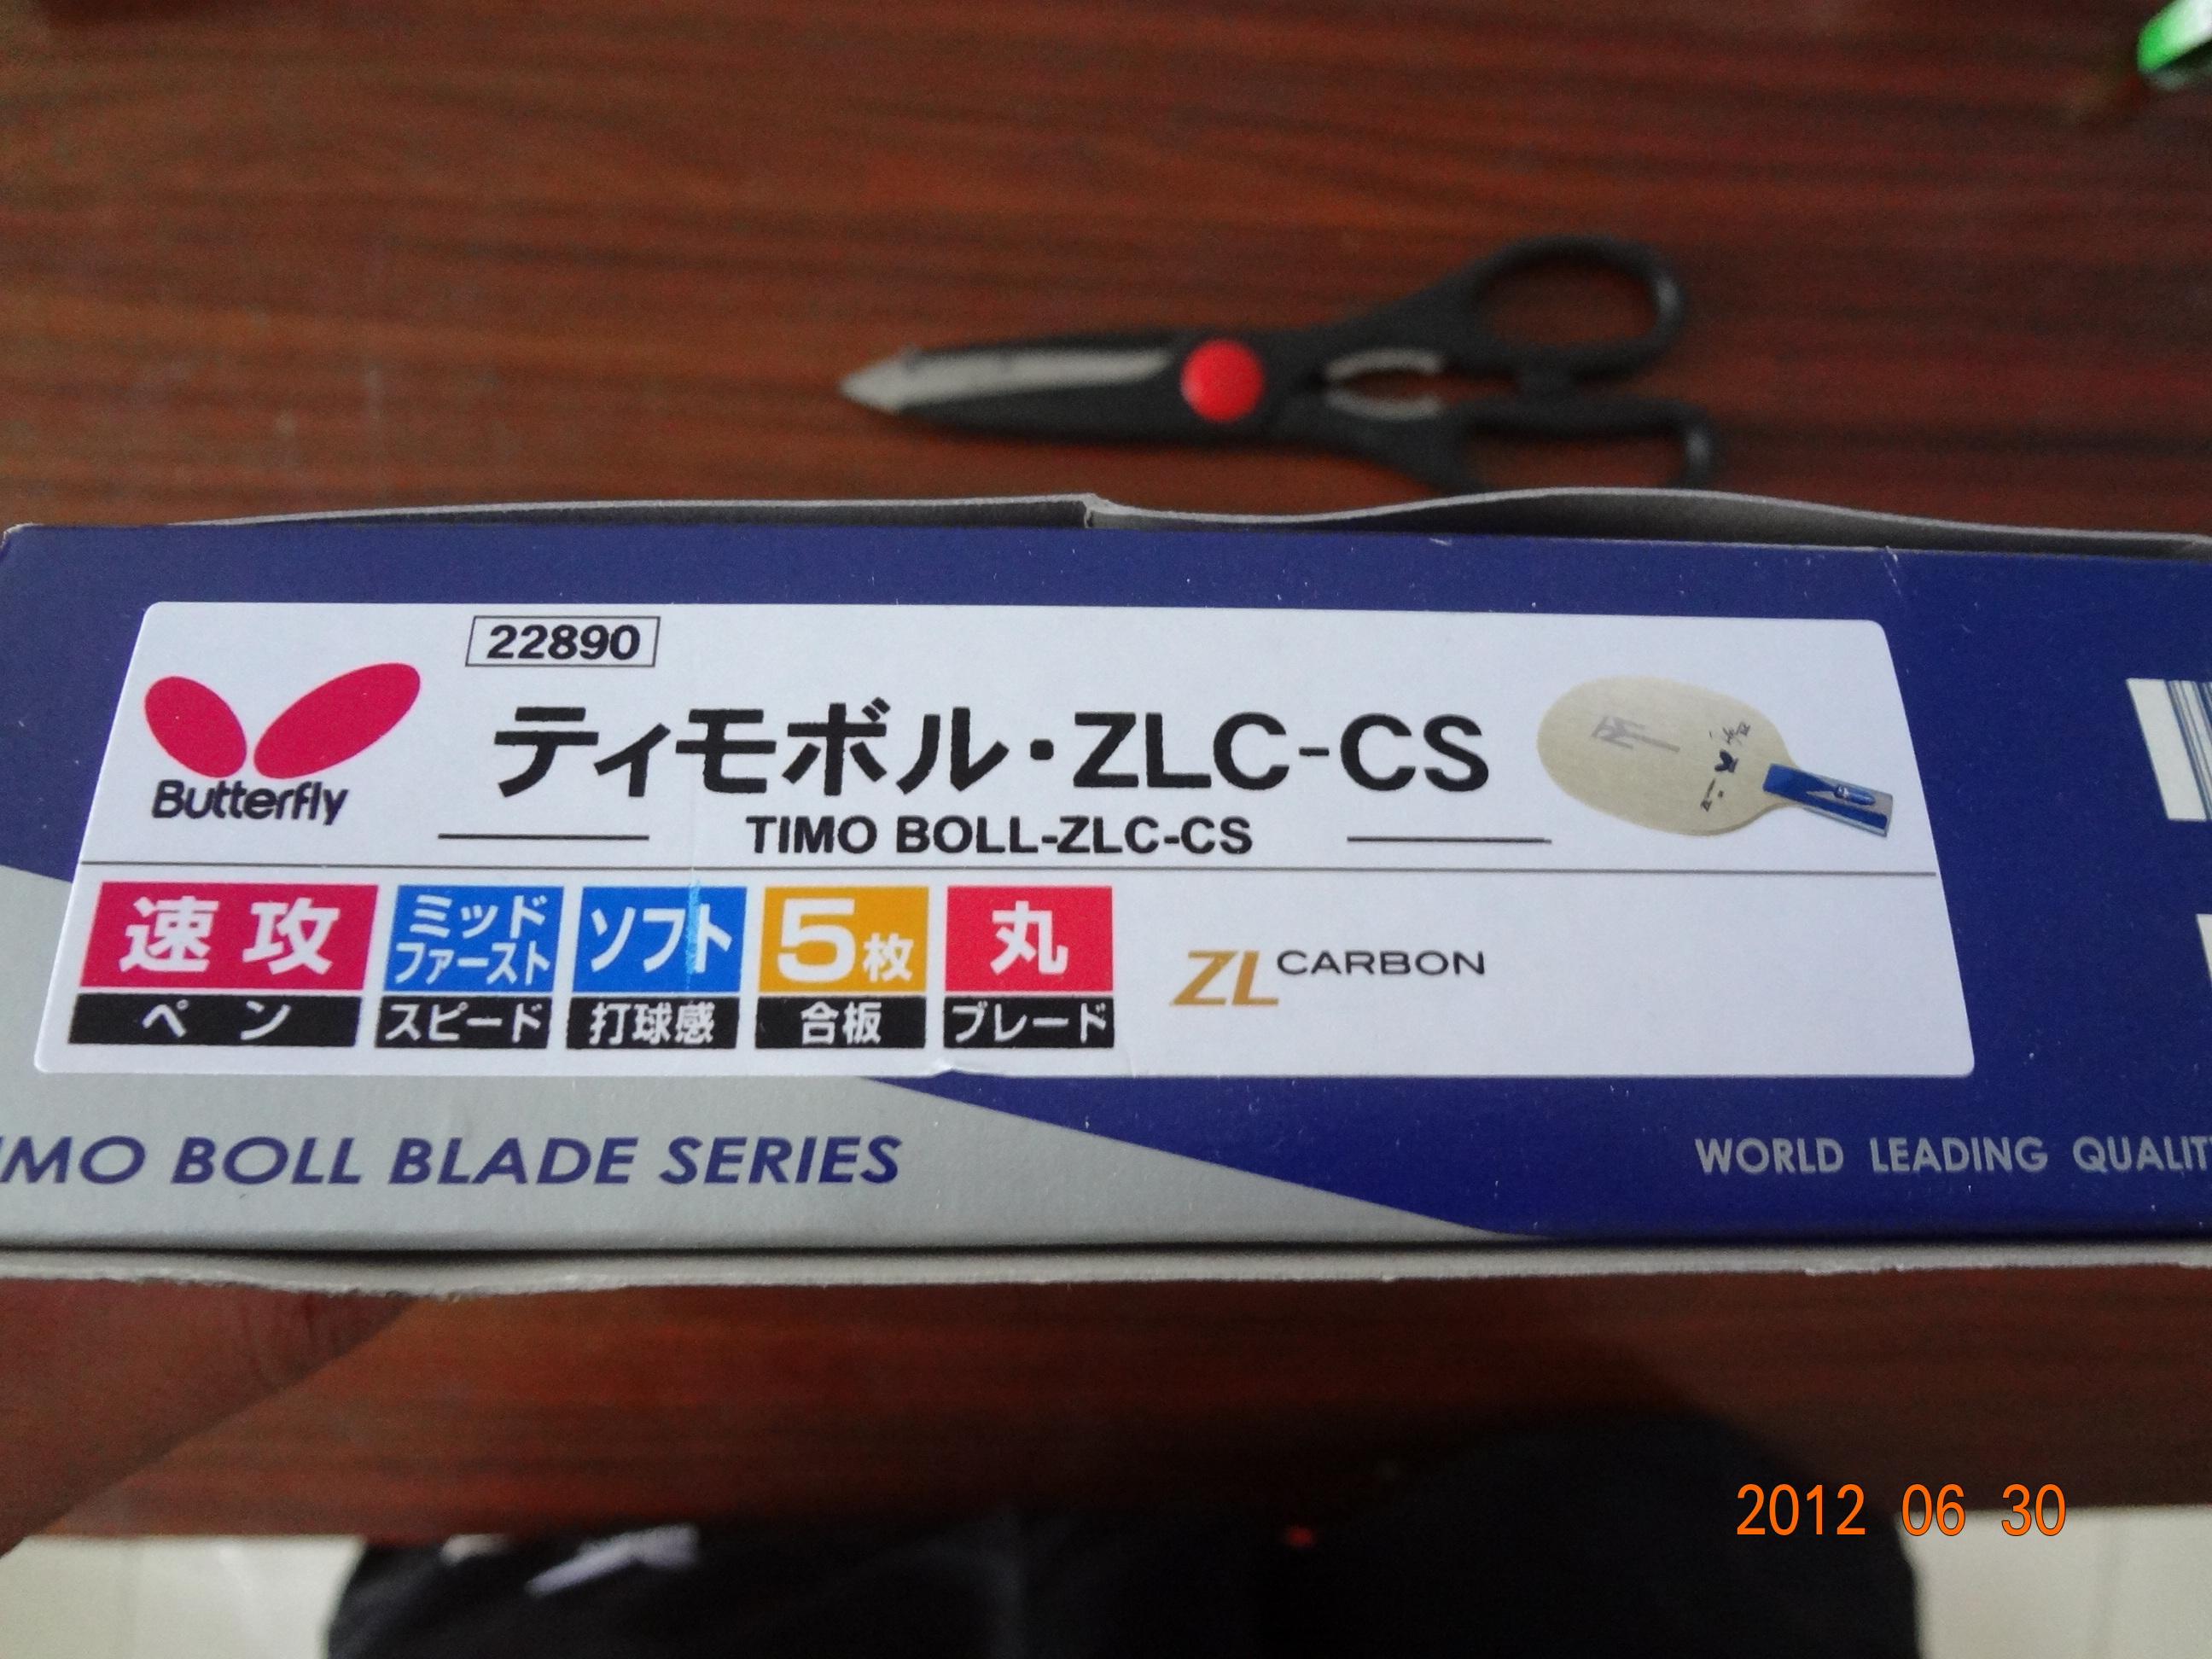 22890
Butterfly
ティモボル・ZLC-CS
TIMO BOLL-ZLC-CS
速攻 ミッドファースト ソフト 5枚 丸
ペン スピード 打球感 合板 ブレード
ZL CARBON
IMO BOLL BLADE SERIES
WORLD LEADING QUALIT
2012 06 30